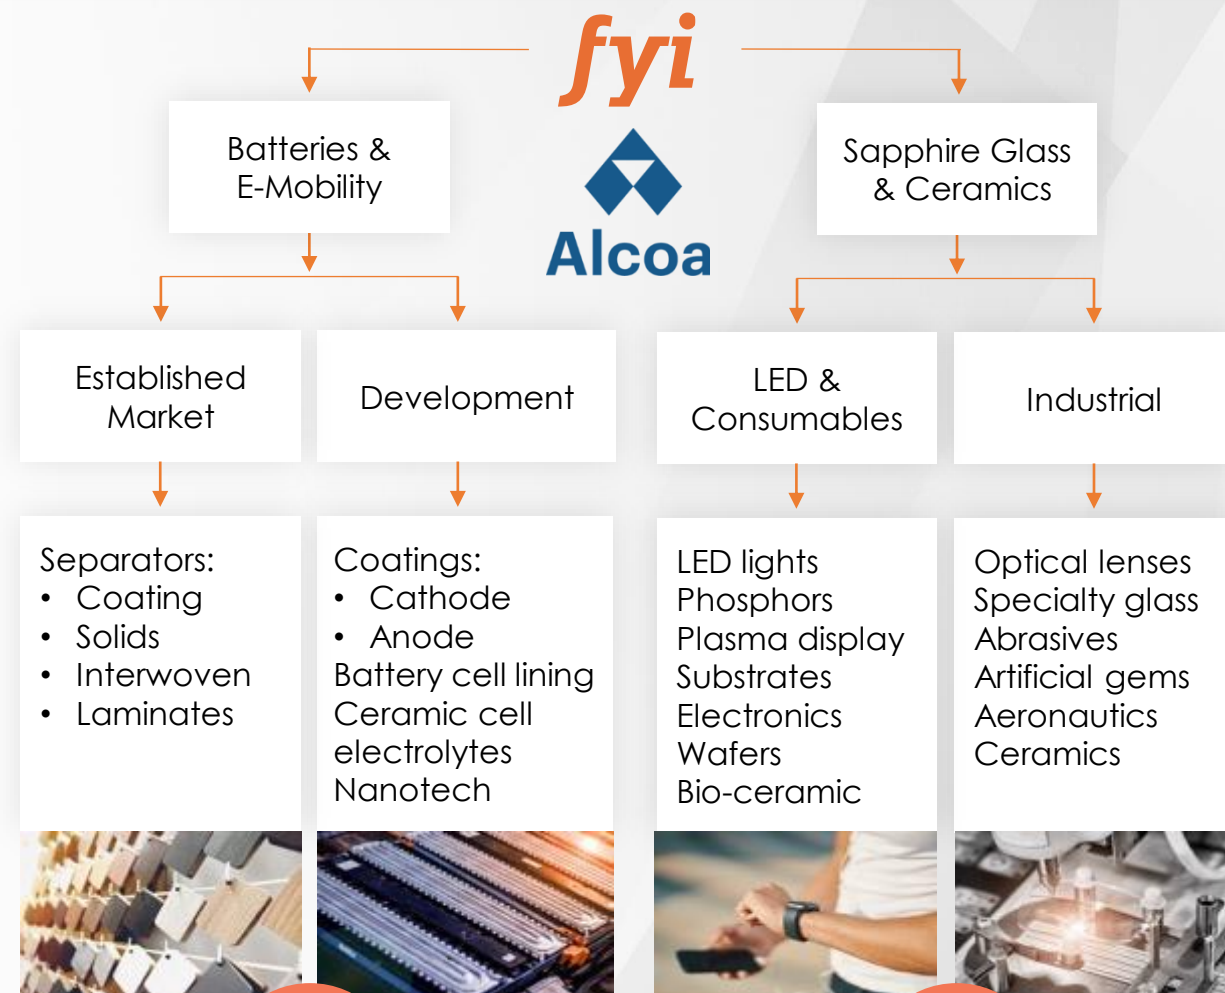 fyi
Alcoa
Batteries &
E-Mobility
Sapphire Glass
& Ceramics
Established
Market
Development
LED &
Consumables
Industrial
Separators:
• Coating
• Solids
• Interwoven
• Laminates
Coatings:
• Cathode
• Anode
Battery cell lining
Ceramic cell
electrolytes
Nanotech
LED lights
Phosphors
Plasma display
Substrates
Electronics
Wafers
Bio-ceramic
Optical lenses
Specialty glass
Abrasives
Artificial gems
Aeronautics
Ceramics